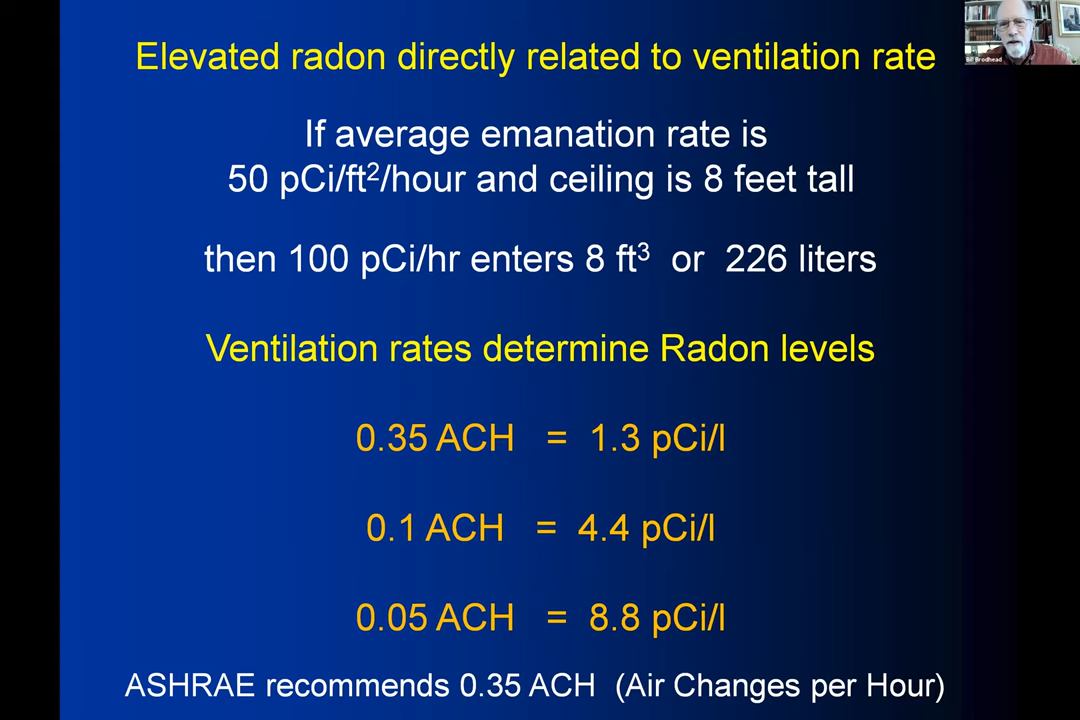 Elevated radon directly related to ventilation rate
Bill Brodhead
If average emanation rate is
50 pCi/ft²/hour and ceiling is 8 feet tall
then 100 pCi/hr enters 8 ft³ or 226 liters
Ventilation rates determine Radon levels
0.35 ACH = 1.3 pCi/l
0.1 ACH = 4.4 pCi/l
0.05 ACH = 8.8 pCi/l
ASHRAE recommends 0.35 ACH (Air Changes per Hour)